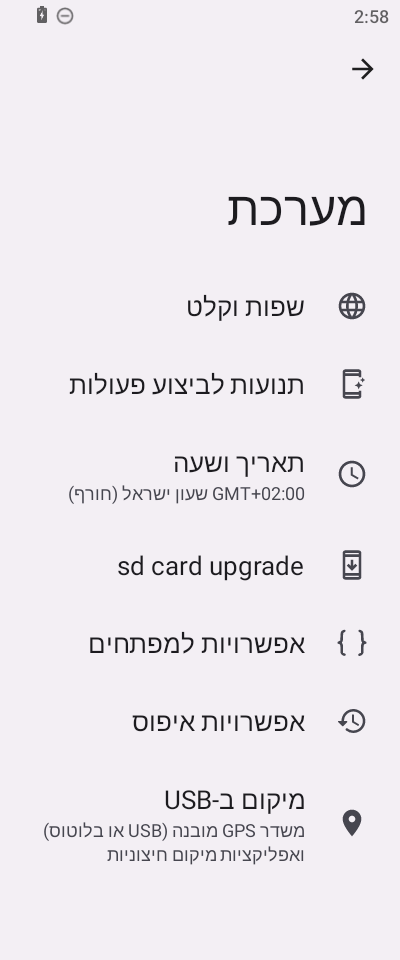 2:58
מערכת
שפות וקלט
תנועות לביצוע פעולות
תאריך ושעה
GMT+02:00 שעון ישראל (חורף)
sd card upgrade
אפשרויות למפתחים
אפשרויות איפוס
מיקום ב-USB
משדר GPS מובנה (USB או בלוטוס)
ואפליקציות מיקום חיצוניות